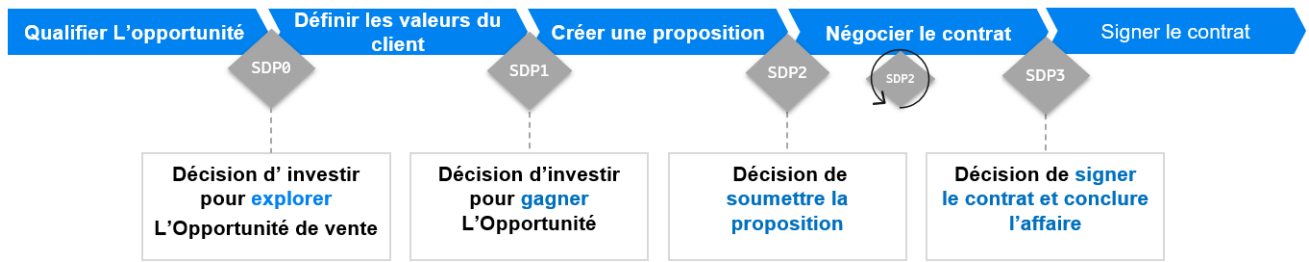 Qualifier L’opportunité
Définir les valeurs du
client
Créer une proposition
Négocier le contrat
Signer le contrat
SDP0
SDP1
SDP2
SDP2
SDP3
Décision d’ investir
pour explorer
L’Opportunité de vente
Décision d’investir
pour gagner
L’Opportunité
Décision de
soumettre la
proposition
Décision de signer
le contrat et conclure
l’affaire